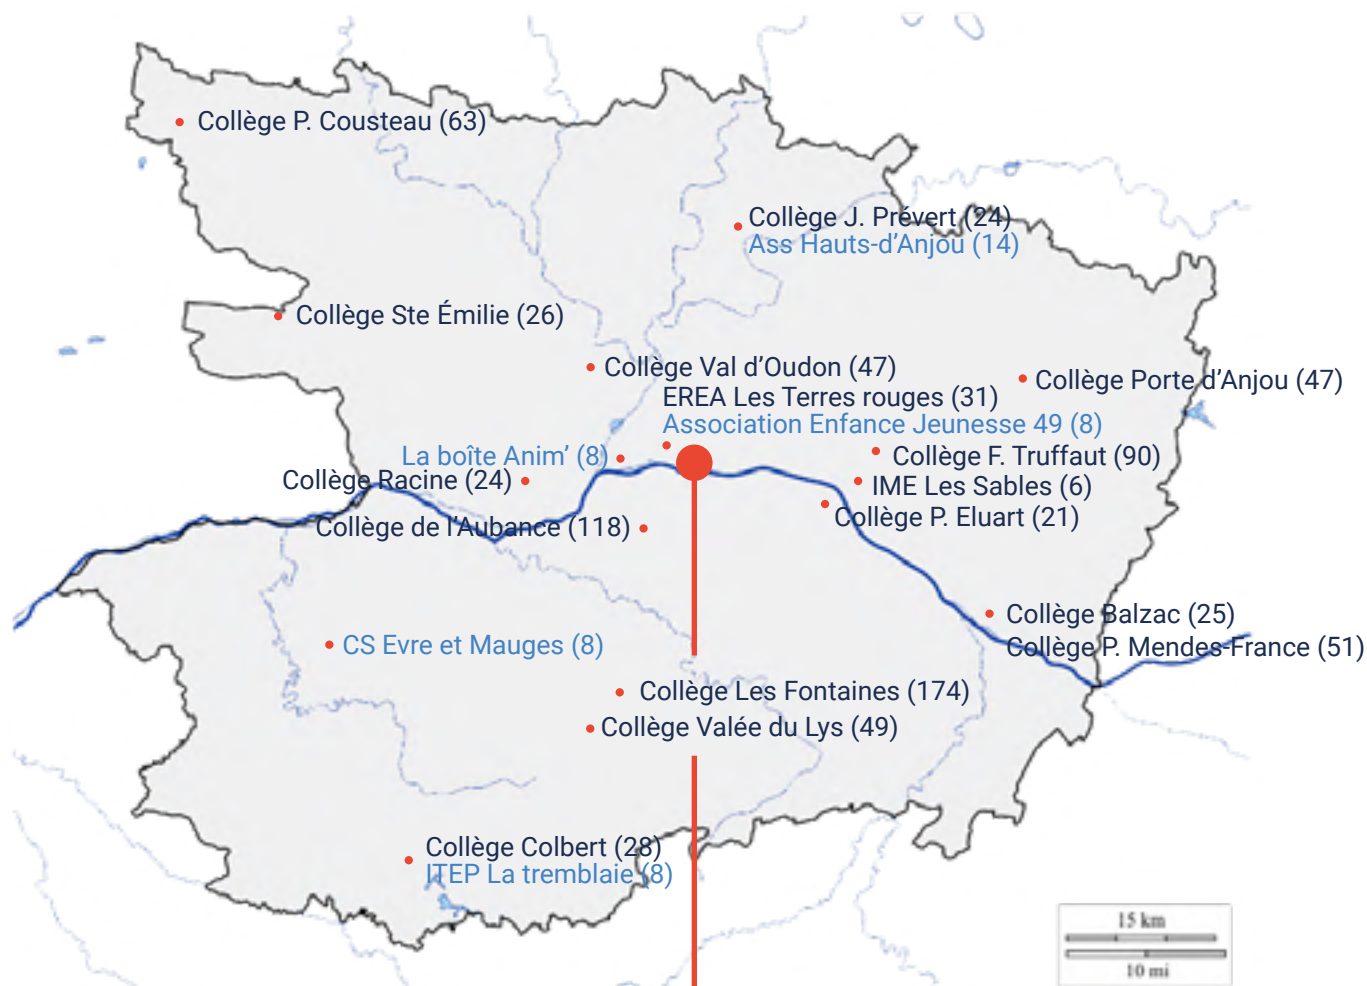 Collège P. Cousteau (63)
Collège J. Prévert (24)
Ass Hauts-d’Anjou (14)
Collège Ste Émilie (26)
Collège Val d’Oudon (47)
Collège Porte d’Anjou (47)
EREA Les Terres rouges (31)
Association Enfance Jeunesse 49 (8)
La boîte Anim’ (8)
Collège F. Truffaut (90)
Collège Racine (24)
IME Les Sables (6)
Collège P. Eluart (21)
Collège de l’Aubance (118)
Collège Balzac (25)
CS Evre et Mauges (8)
Collège P. Mendes-France (51)
Collège Les Fontaines (174)
Collège Valée du Lys (49)
Collège Colbert (28)
ITEP La tremblaie (8)
15 km
10 mi